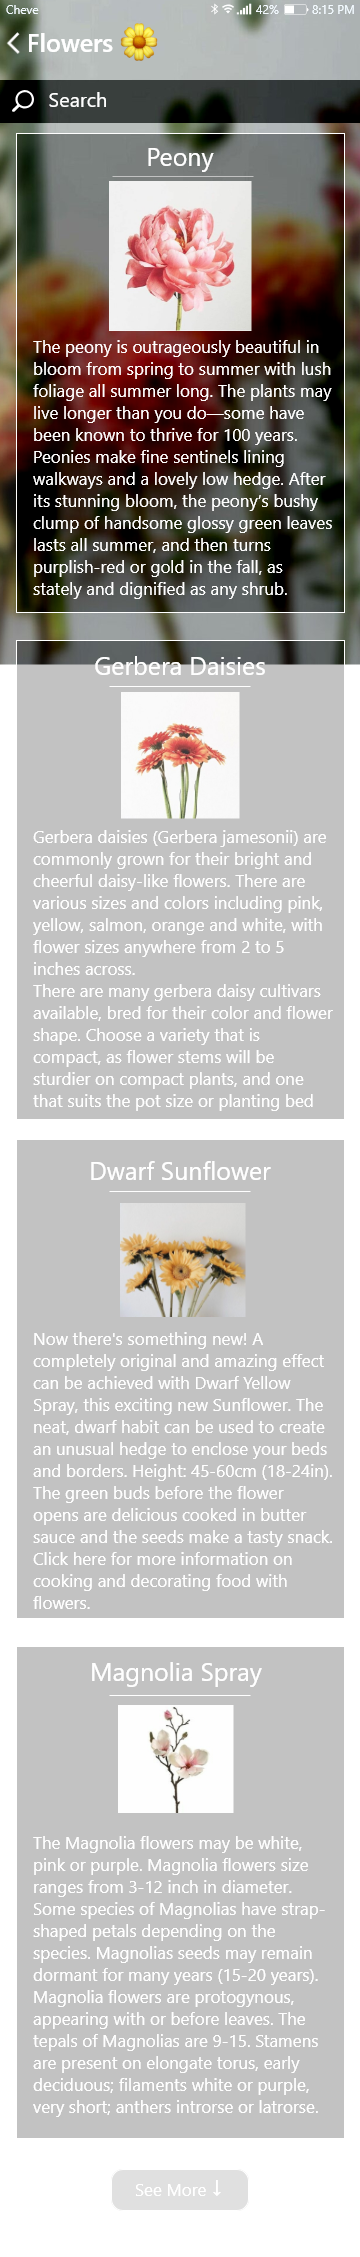 Cheve 42% 8:15 PM
Flowers
Search
Peony
The peony is outrageously beautiful in
bloom from spring to summer with lush
foliage all summer long. The plants may
live longer than you do—some have
been known to thrive for 100 years.
Peonies make fine sentinels lining
walkways and a lovely low hedge. After
its stunning bloom, the peony’s bushy
clump of handsome glossy green leaves
lasts all summer, and then turns
purplish-red or gold in the fall, as
stately and dignified as any shrub.
Gerbera Daisies
Gerbera daisies (Gerbera jamesonii) are
commonly grown for their bright and
cheerful daisy-like flowers. There are
various sizes and colors including pink,
yellow, salmon, orange and white, with
flower sizes anywhere from 2 to 5
inches across.
There are many gerbera daisy cultivars
available, bred for their color and flower
shape. Choose a variety that is
compact, as flower stems will be
sturdier on compact plants, and one
that suits the pot size or planting bed
Dwarf Sunflower
Now there's something new! A
completely original and amazing effect
can be achieved with Dwarf Yellow
Spray, this exciting new Sunflower. The
neat, dwarf habit can be used to create
an unusual hedge to enclose your beds
and borders. Height: 45-60cm (18-24in).
The green buds before the flower
opens are delicious cooked in butter
sauce and the seeds make a tasty snack.
Click here for more information on
cooking and decorating food with
flowers.
Magnolia Spray
The Magnolia flowers may be white,
pink or purple. Magnolia flowers size
ranges from 3-12 inch in diameter.
Some species of Magnolias have strap-
shaped petals depending on the
species. Magnolias seeds may remain
dormant for many years (15-20 years).
Magnolia flowers are protogynous,
appearing with or before leaves. The
tepals of Magnolias are 9-15. Stamens
are present on elongate torus, early
deciduous; filaments white or purple,
very short; anthers introrse or latrorse.
See More ↓